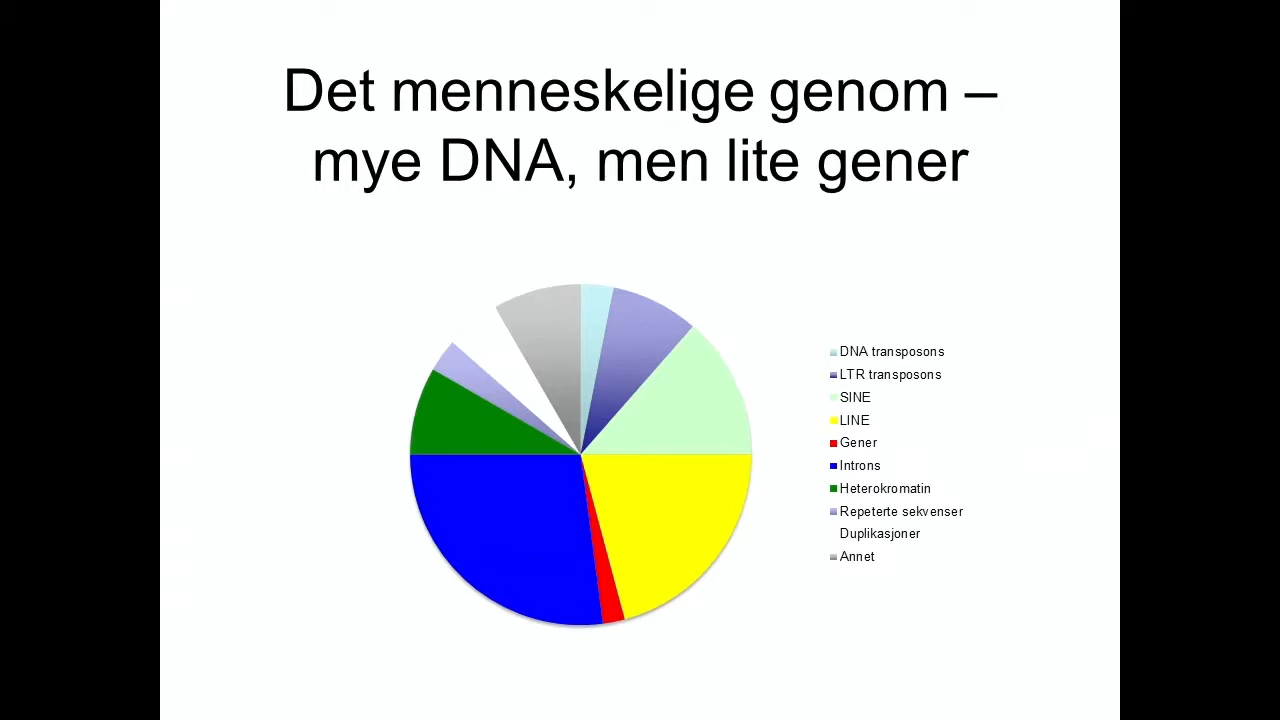 Det menneskelige genom –
mye DNA, men lite gener
DNA transposons
LTR transposons
SINE
LINE
Gener
Introns
Heterokromatin
Repeterte sekvenser
Duplikasjoner
Annet